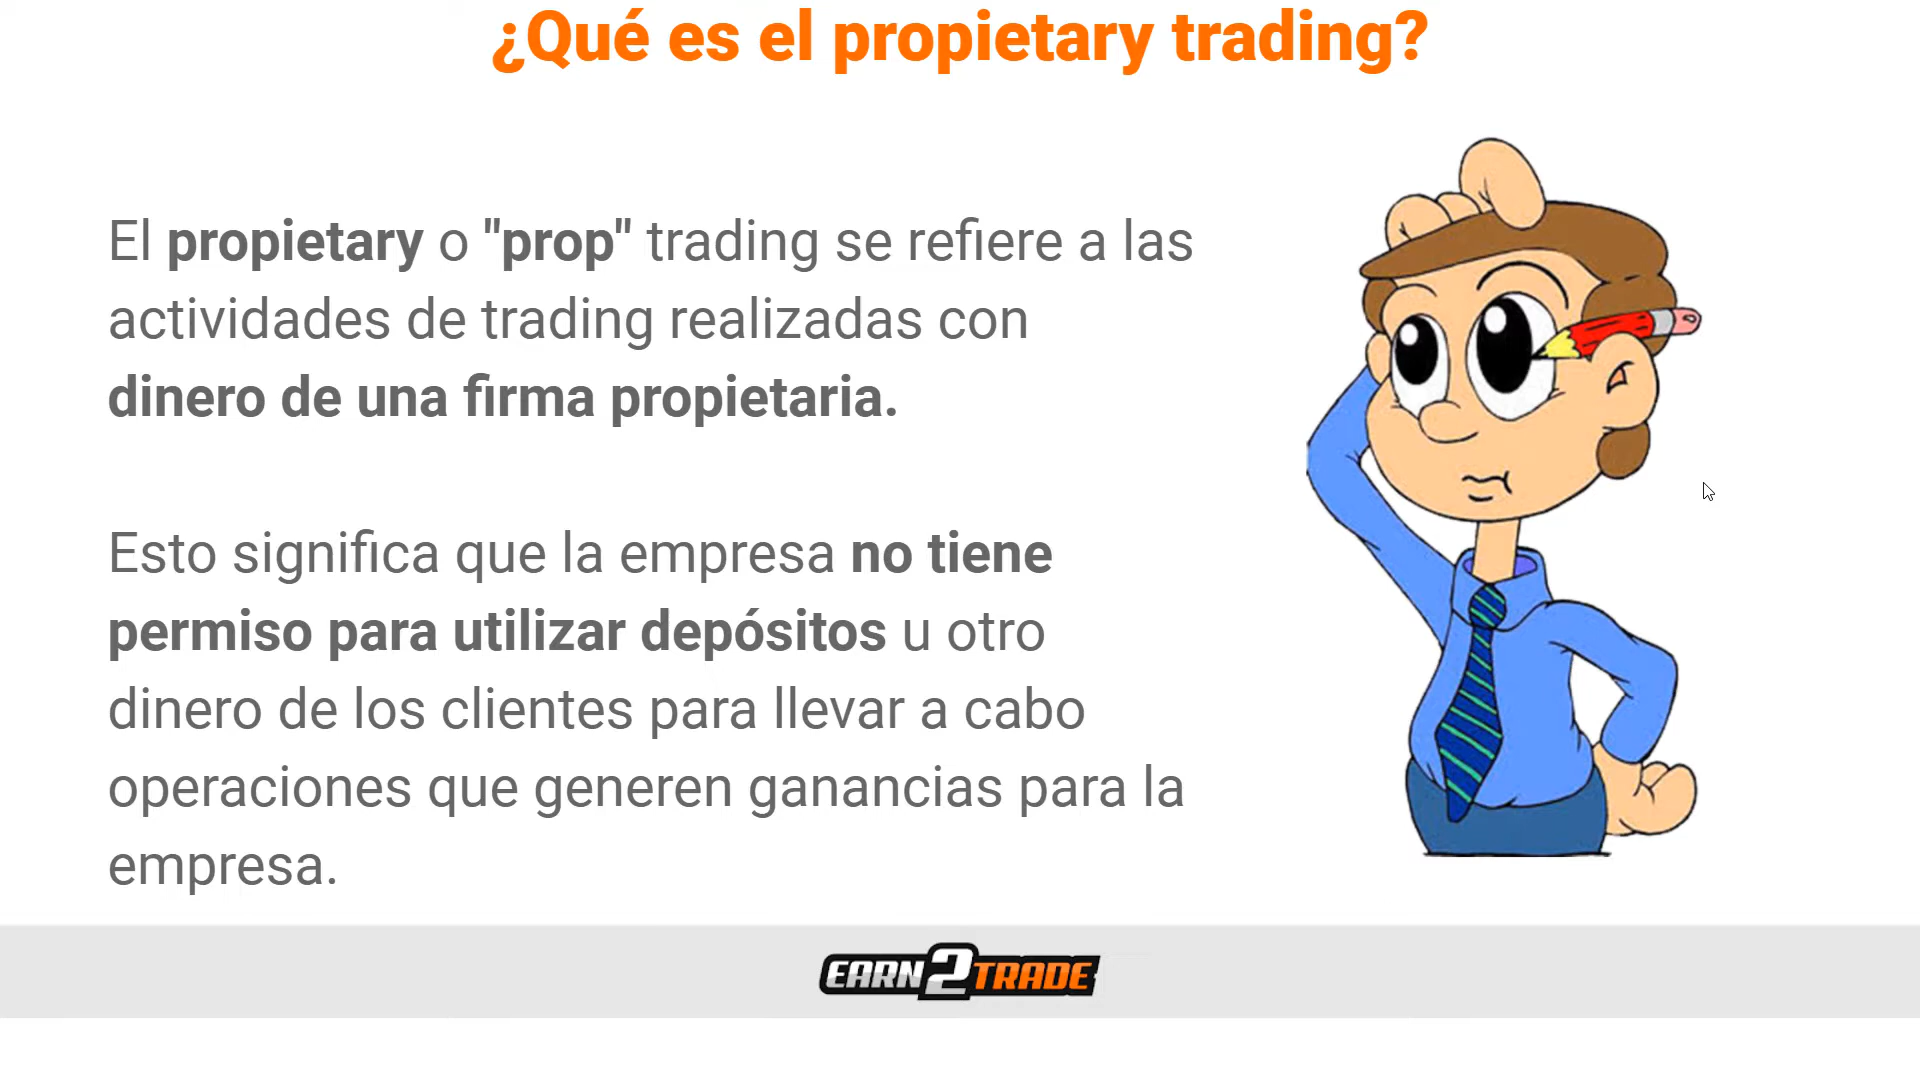 ¿Qué es el propietary trading?
El propietary o "prop" trading se refiere a las
actividades de trading realizadas con
dinero de una firma propietaria.
Esto significa que la empresa no tiene
permiso para utilizar depósitos u otro
dinero de los clientes para llevar a cabo
operaciones que generen ganancias para la
empresa.
EARN2TRADE